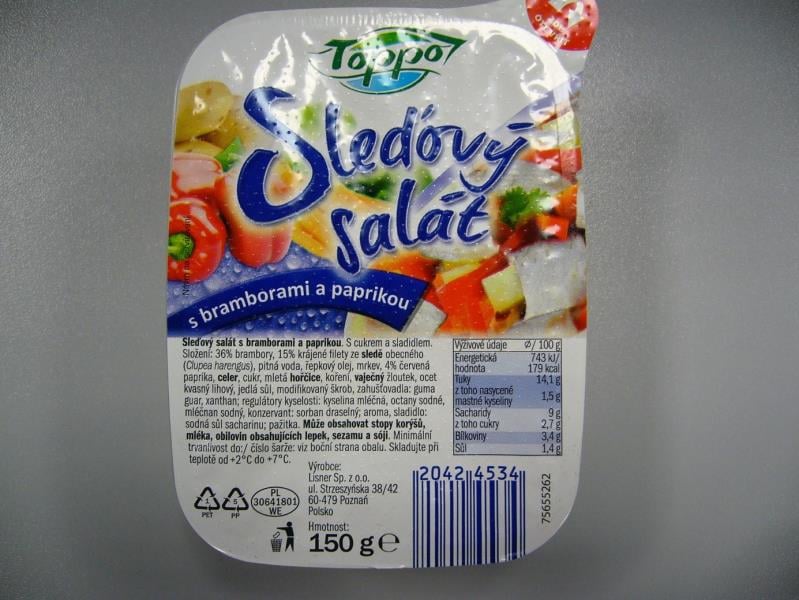 Toppo
Sleďový
salát
s bramborami a paprikou
Sleďový salát s bramborami a paprikou. S cukrem a sladidlem.
Složení: 36% brambory, 15% krájené filety ze sledě obecného
(Clupea harengus), pitná voda, řepkový olej, mrkev, 4% červená
paprika, celer, cukr, mletá hořčice, koření, vaječný žloutek, ocet
kvasný lihový, jedlá sůl, modifikovaný škrob, zahušťovadla: guma
guar, xanthan; regulátory kyselosti: kyselina mléčná, octany sodné,
mléčnan sodný, konzervant: sorban draselný; aroma, sladidlo:
sodná sůl sacharinu; pažitka. Může obsahovat stopy korýšů,
mléka, obilovin obsahujících lepek, sezamu a sóji. Minimální
trvanlivost do:/ číslo šarže: viz boční strana obalu. Skladujte při
teplotě od +2°C do +7°C.
Výživové údaje Ø/ 100 g
Energetická 743 kJ/
hodnota 179 kcal
Tuky 14,1 g
z toho nasycené
mastné kyseliny 1,5 g
Sacharidy 9 g
z toho cukry 2,7 g
Bílkoviny 3,4 g
Sůl 1,4 g
Výrobce:
Lisner Sp. z o.o.
ul. Strzeszyńska 38/42
60-479 Poznań
Polsko
Hmotnost:
150 g e
1
PET
5
PP
PL
30641801
WE
2042 4534
75655262